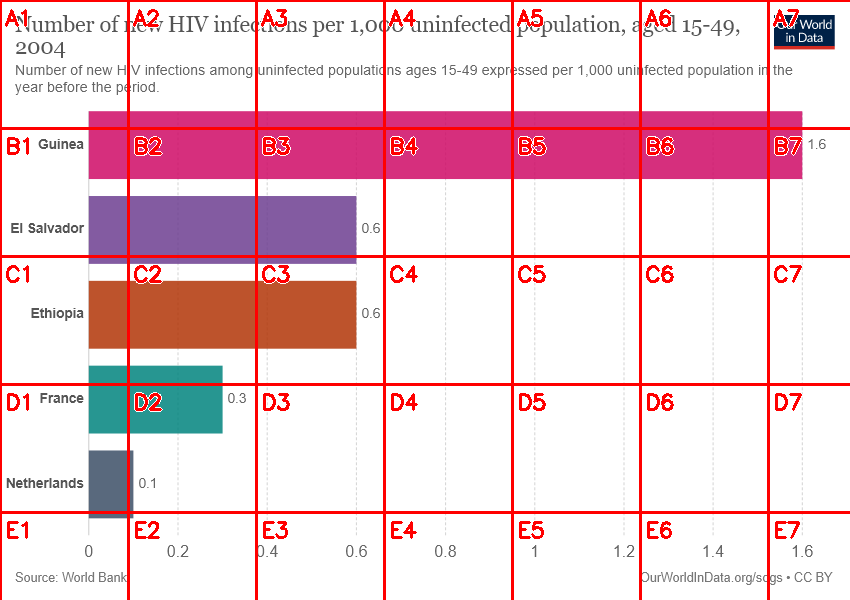 Number of new HIV infections per 1,000 uninfected population, aged 15-49,
2004
Our World
in Data
Number of new HIV infections among uninfected populations ages 15-49 expressed per 1,000 uninfected population in the
year before the period.
Guinea 1.6
El Salvador 0.6
Ethiopia 0.6
France 0.3
Netherlands 0.1
0 0.2 0.4 0.6 0.8 1 1.2 1.4 1.6
Source: World Bank
OurWorldInData.org/sdgs • CC BY
A1 A2 A3 A4 A5 A6 A7
B1 B2 B3 B4 B5 B6 B7
C1 C2 C3 C4 C5 C6 C7
D1 D2 D3 D4 D5 D6 D7
E1 E2 E3 E4 E5 E6 E7